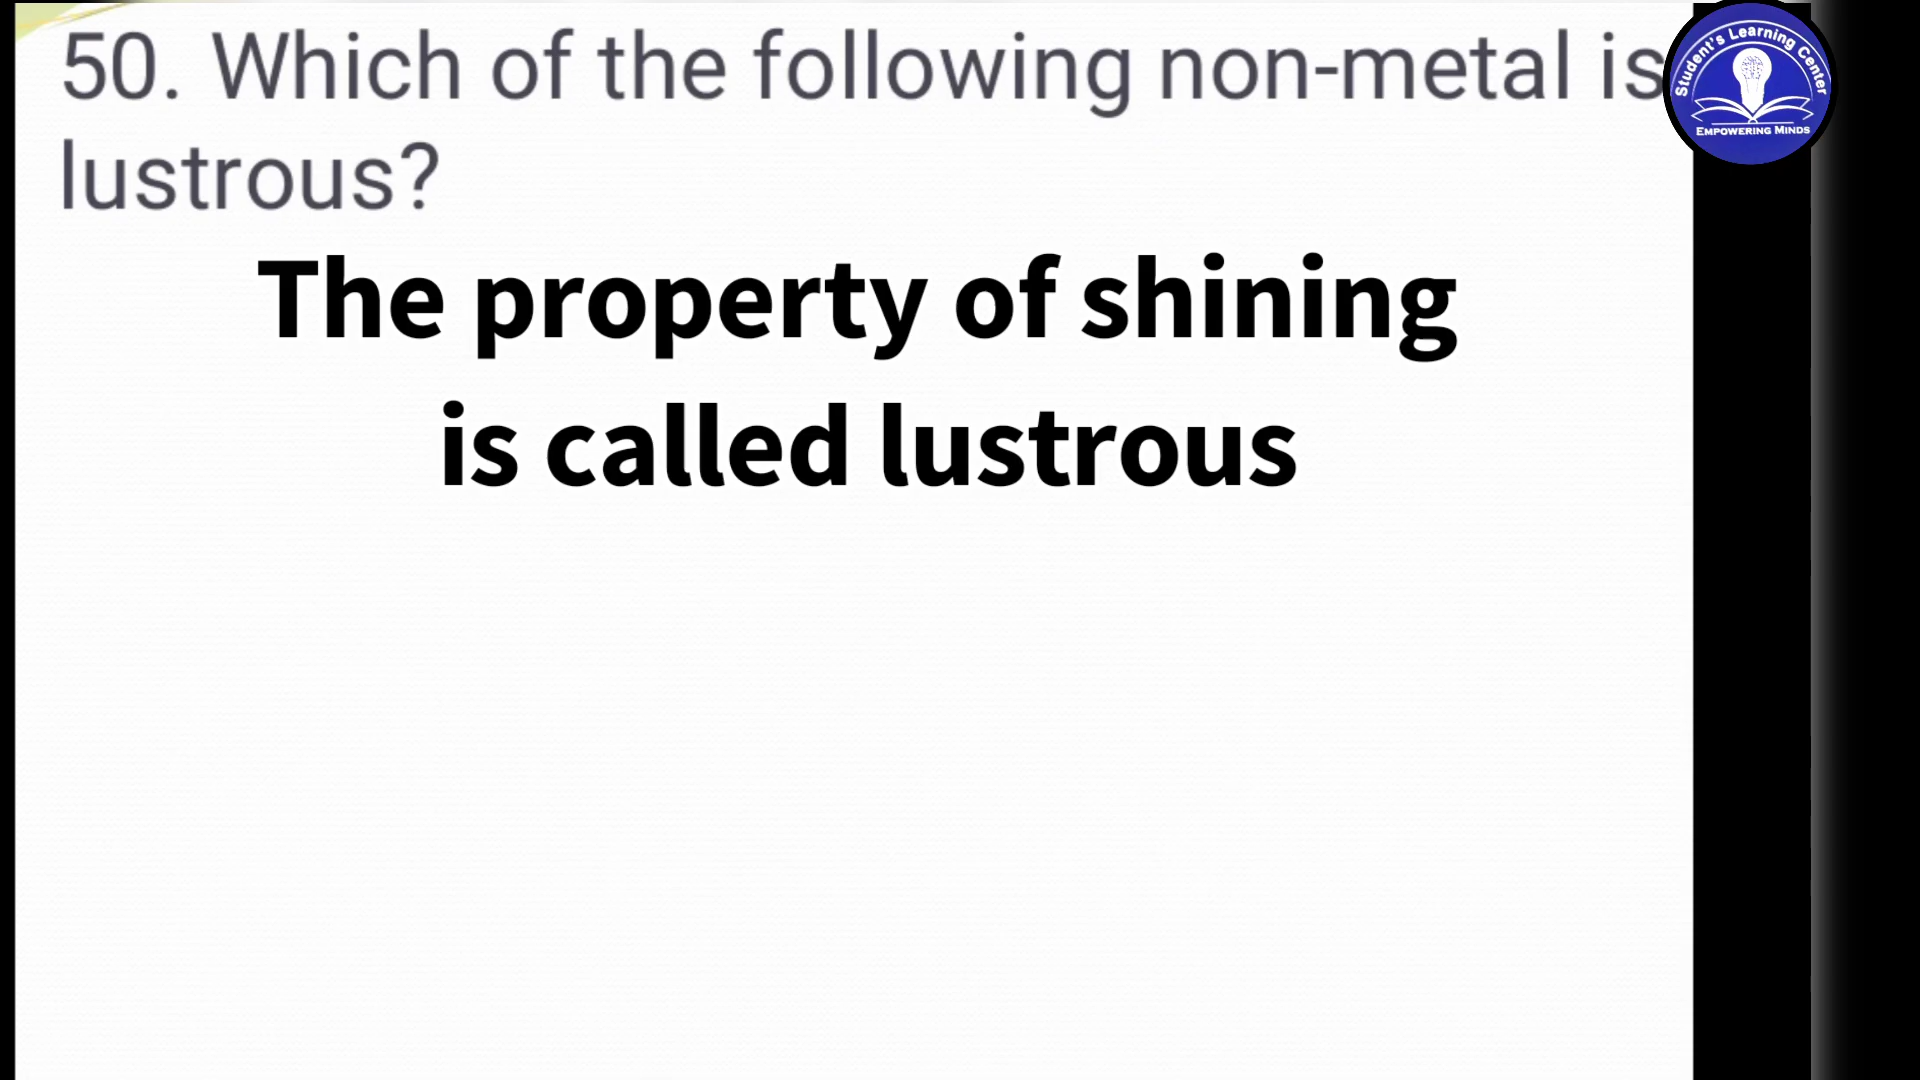 50. Which of the following non-metal is
lustrous?
The property of shining
is called lustrous
Student's Learning Center
EMPOWERING MINDS